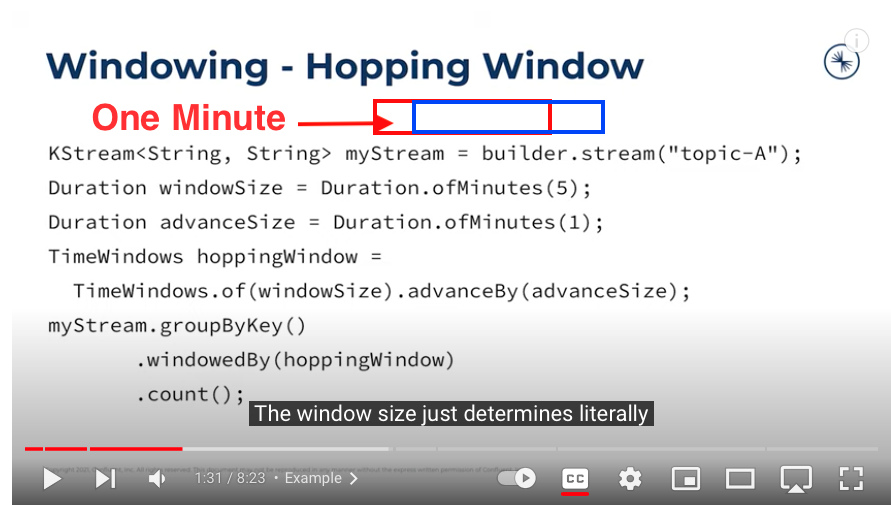 Windowing - Hopping Window
One Minute
KStream<String, String> myStream = builder.stream("topic-A");
Duration windowSize = Duration.ofMinutes(5);
Duration advanceSize = Duration.ofMinutes(1);
TimeWindows hoppingWindow =
TimeWindows.of(windowSize).advanceBy(advanceSize);
myStream.groupByKey()
.windowedBy(hoppingWindow)
.count();
The window size just determines literally
1:31 / 8:23 • Example >
CC